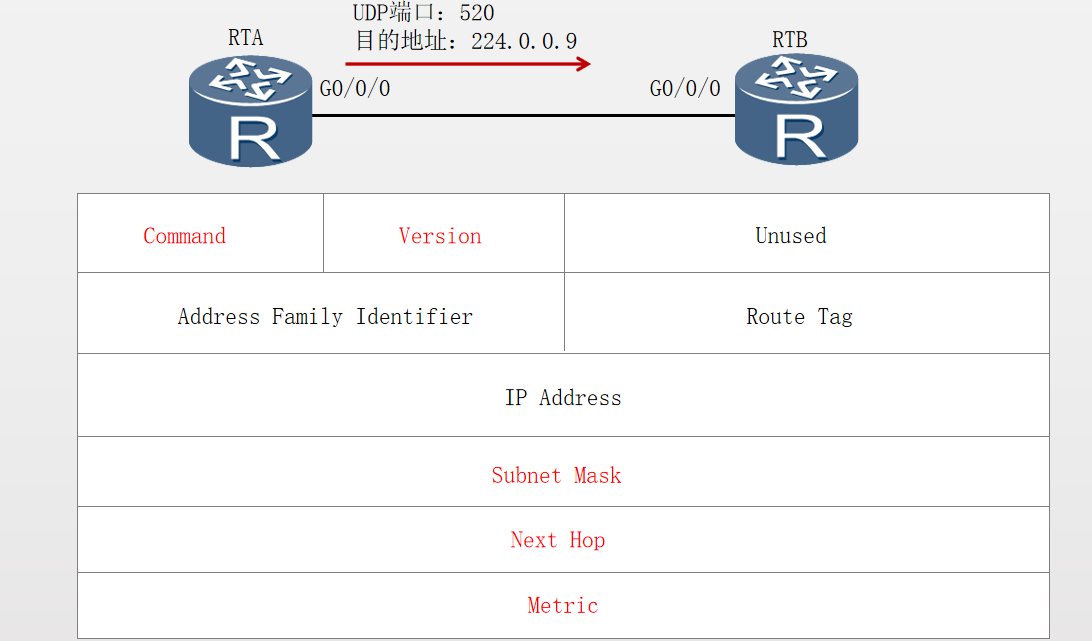 UDP端口：520
目的地址：224.0.0.9
RTA
RTB
G0/0/0
G0/0/0
R
R
Command
Version
Unused
Address Family Identifier
Route Tag
IP Address
Subnet Mask
Next Hop
Metric